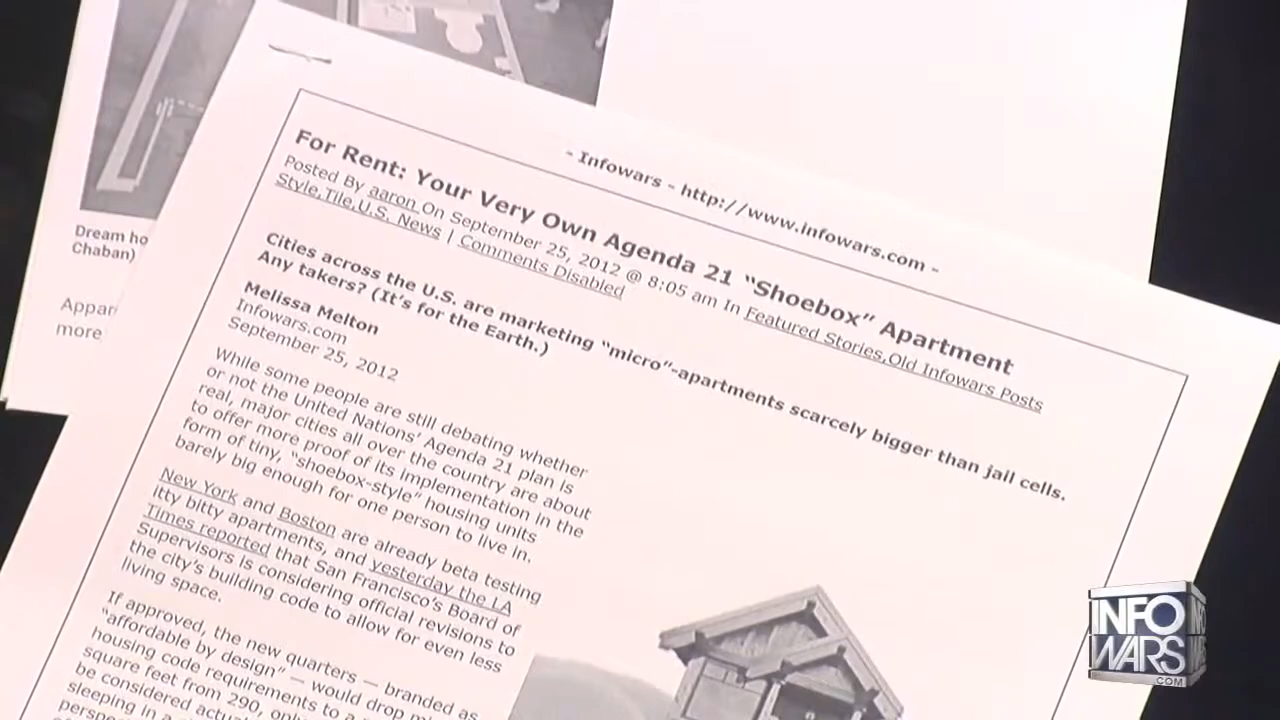 - Infowars - http://www.infowars.com -
For Rent: Your Very Own Agenda 21 “Shoebox” Apartment
Posted By aaron On September 25, 2012 @ 8:05 am In Featured Stories,Old Infowars Posts
Style,Tile,U.S. News | Comments Disabled
Cities across the U.S. are marketing “micro”-apartments scarcely bigger than jail cells.
Any takers? (It’s for the Earth.)
Melissa Melton
Infowars.com
September 25, 2012
While some people are still debating whether
or not the United Nations’ Agenda 21 plan is
real, major cities all over the country are about
to offer more proof of its implementation in the
form of tiny, “shoebox-style” housing units
barely big enough for one person to live in.
New York and Boston are already beta testing
itty bitty apartments, and yesterday the LA
Times reported that San Francisco’s Board of
Supervisors is considering official revisions to
the city’s building code to allow for even less
living space.
If approved, the new quarters — branded as
“affordable by design” — would drop
housing code requirements to a
square feet from 290,
be considered
sleeping in a
Dream
Chaban)
more
INFO
WARS
.COM